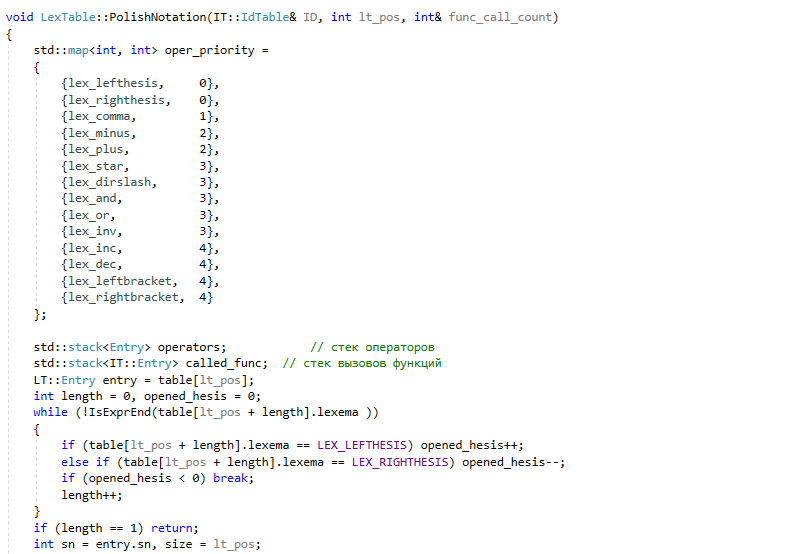 void LexTable::PolishNotation(IT::IdTable& ID, int lt_pos, int& func_call_count)
{
    std::map<int, int> oper_priority =
    {
        {lex_lefthesis,     0},
        {lex_righthesis,    0},
        {lex_comma,         1},
        {lex_minus,         2},
        {lex_plus,          2},
        {lex_star,          3},
        {lex_dirslash,      3},
        {lex_and,           3},
        {lex_or,            3},
        {lex_inv,           3},
        {lex_inc,           4},
        {lex_dec,           4},
        {lex_leftbracket,   4},
        {lex_rightbracket,  4}
    };
    std::stack<Entry> operators;            // стек операторов
    std::stack<IT::Entry> called_func;  // стек вызовов функций
    LT::Entry entry = table[lt_pos];
    int length = 0, opened_hesis = 0;
    while (!IsExprEnd(table[lt_pos + length].lexema ))
    {
        if (table[lt_pos + length].lexema == LEX_LEFTHESIS) opened_hesis++;
        else if (table[lt_pos + length].lexema == LEX_RIGHTHESIS) opened_hesis--;
        if (opened_hesis < 0) break;
        length++;
    }
    if (length == 1) return;
    int sn = entry.sn, size = lt_pos;